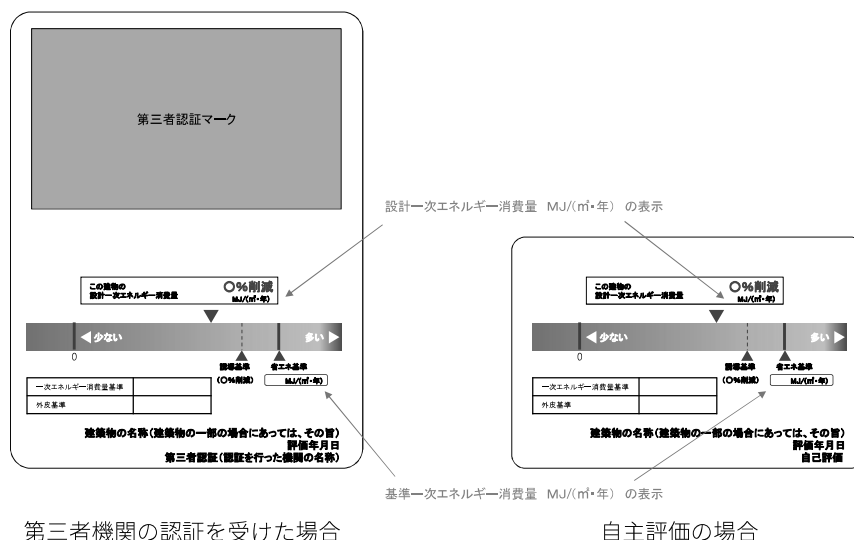 第三者認証マーク
設計一次エネルギー消費量 MJ/(㎡・年) の表示
この建物の
設計一次エネルギー消費量
〇%削減
MJ/(㎡・年)
少ない
多い
0
誘導基準
(〇%削減)
省エネ基準
MJ/(㎡・年)
一次エネルギー消費量基準
外皮基準
建築物の名称(建築物の一部の場合にあっては、その旨)
評価年月日
第三者認証(認証を行った機関の名称)
この建物の
設計一次エネルギー消費量
〇%削減
MJ/(㎡・年)
少ない
多い
0
誘導基準
(〇%削減)
省エネ基準
MJ/(㎡・年)
一次エネルギー消費量基準
外皮基準
建築物の名称(建築物の一部の場合にあっては、その旨)
評価年月日
自己評価
基準一次エネルギー消費量 MJ/(㎡・年) の表示
第三者機関の認証を受けた場合
自主評価の場合